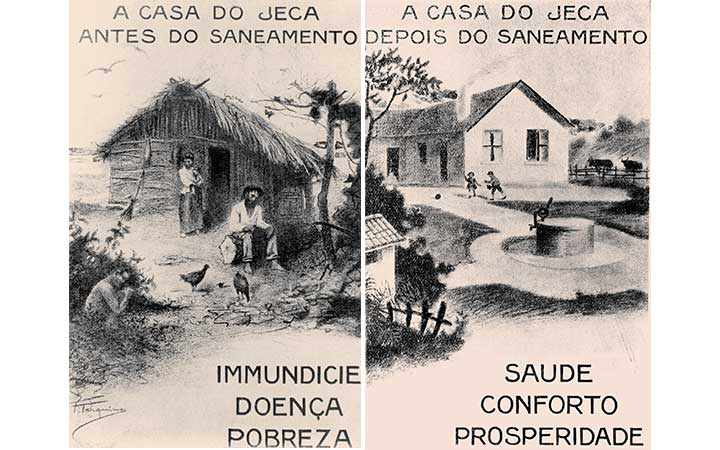 A CASA DO JECA
ANTES DO SANEAMENTO
IMMUNDICIE
DOENÇA
POBREZA
A CASA DO JECA
DEPOIS DO SANEAMENTO
SAUDE
CONFORTO
PROSPERIDADE